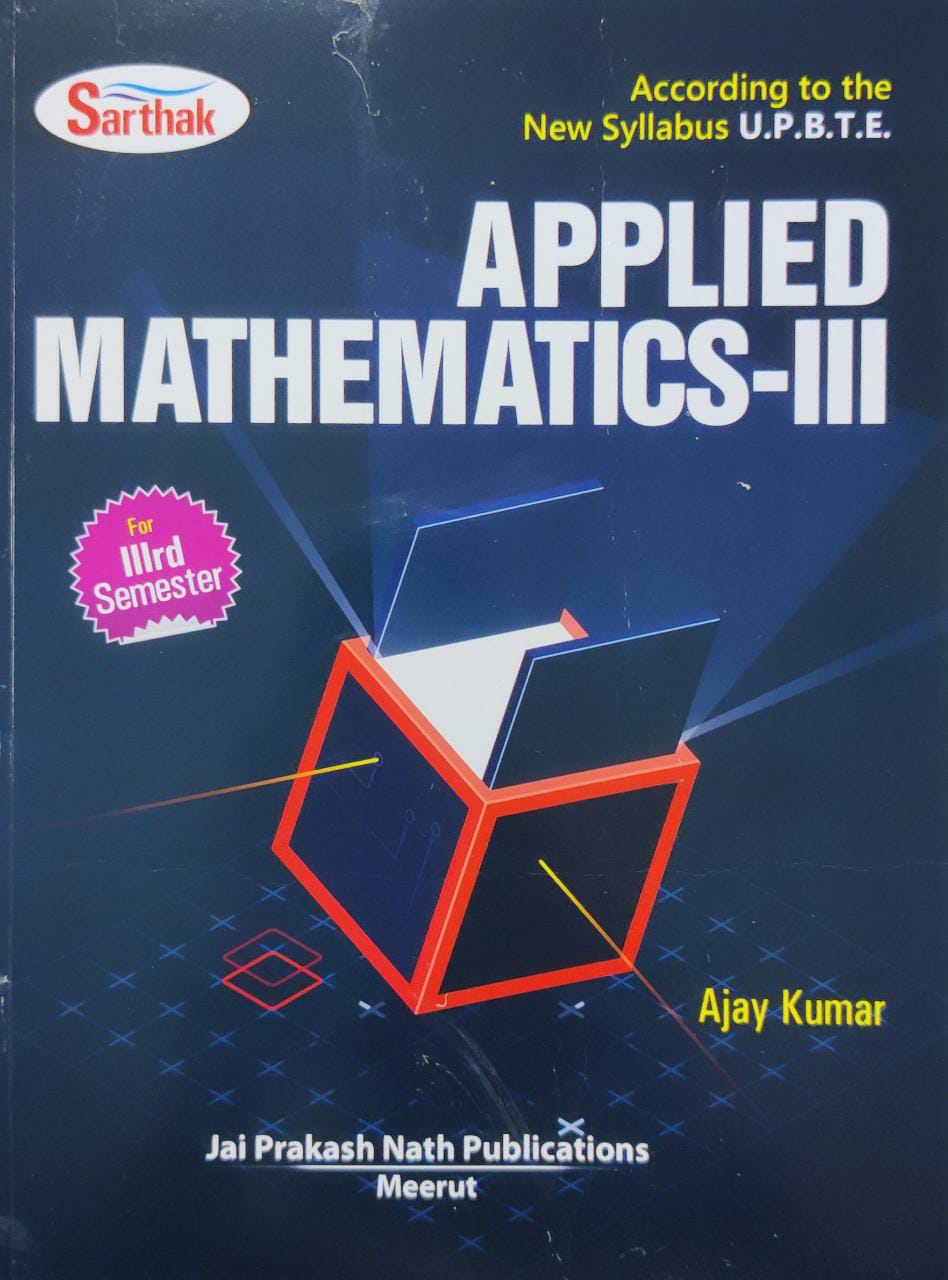 Sarthak
According to the
New Syllabus U.P.B.T.E.
APPLIED
MATHEMATICS-III
For
IIIrd
Semester
Ajay Kumar
Jai Prakash Nath Publications
Meerut